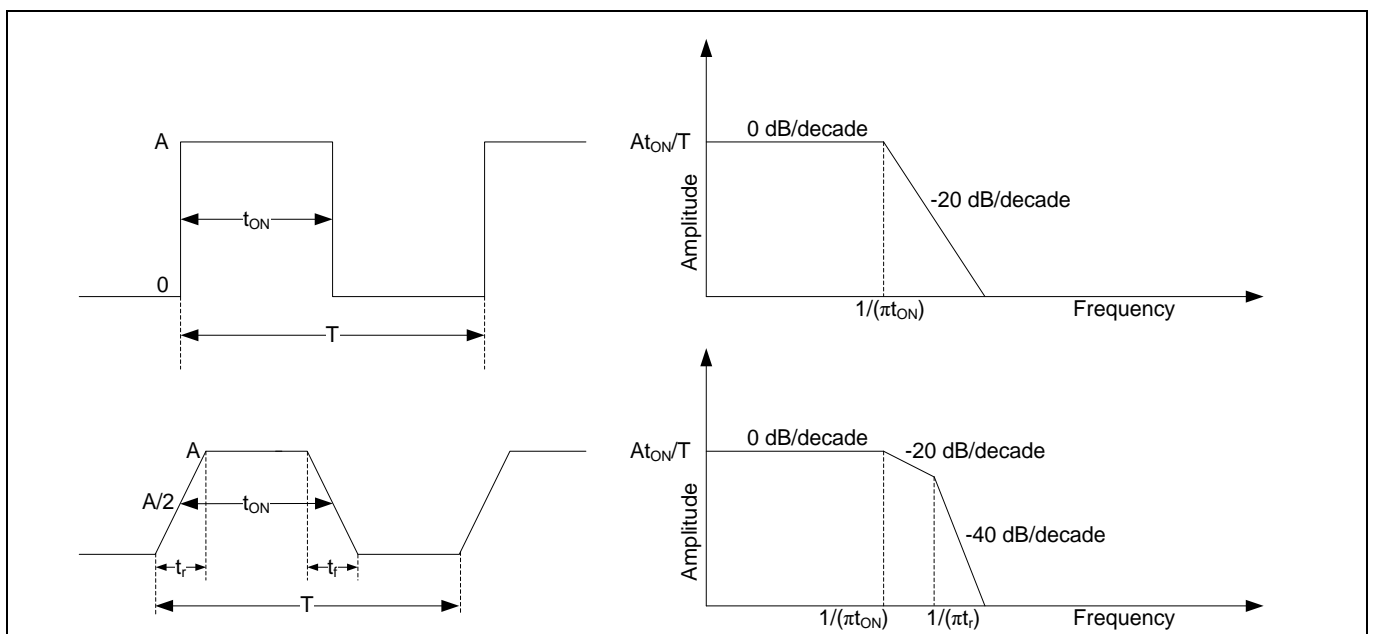 A
0
t_ON
T
At_ON/T
0 dB/decade
-20 dB/decade
Amplitude
1/(πt_ON)
Frequency
A
A/2
t_ON
t_r
t_f
T
At_ON/T
0 dB/decade
-20 dB/decade
-40 dB/decade
Amplitude
1/(πt_ON)
1/(πt_r)
Frequency